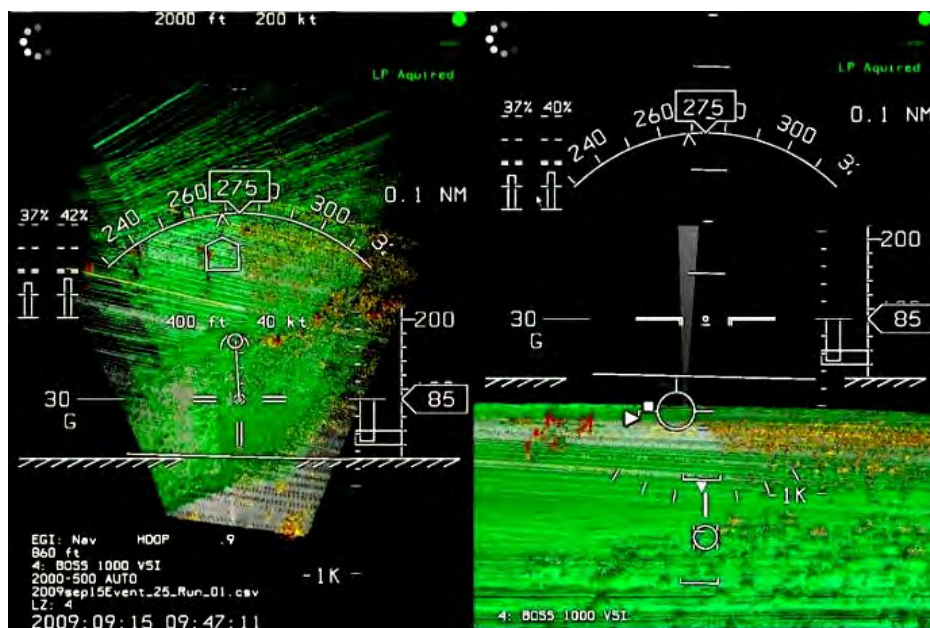 2000 ft 200 kt
LP Aquired
37% 42%
240 260 275 300 3
0.1 NM
400 ft 40 kt
200
30
G
85
EGI: Nav HDOP .9
860 ft
4: BOSS 1000 VSI
2000-500 AUTO
2009sep15Event_25_Run_01.csv
LZ: 4
2009:09:15 09:47:11
-1K-
LP Aquired
37% 40%
240 260 275 300 3
0.1 NM
200
30
G
85
-1K-
4: BOSS 1000 VSI